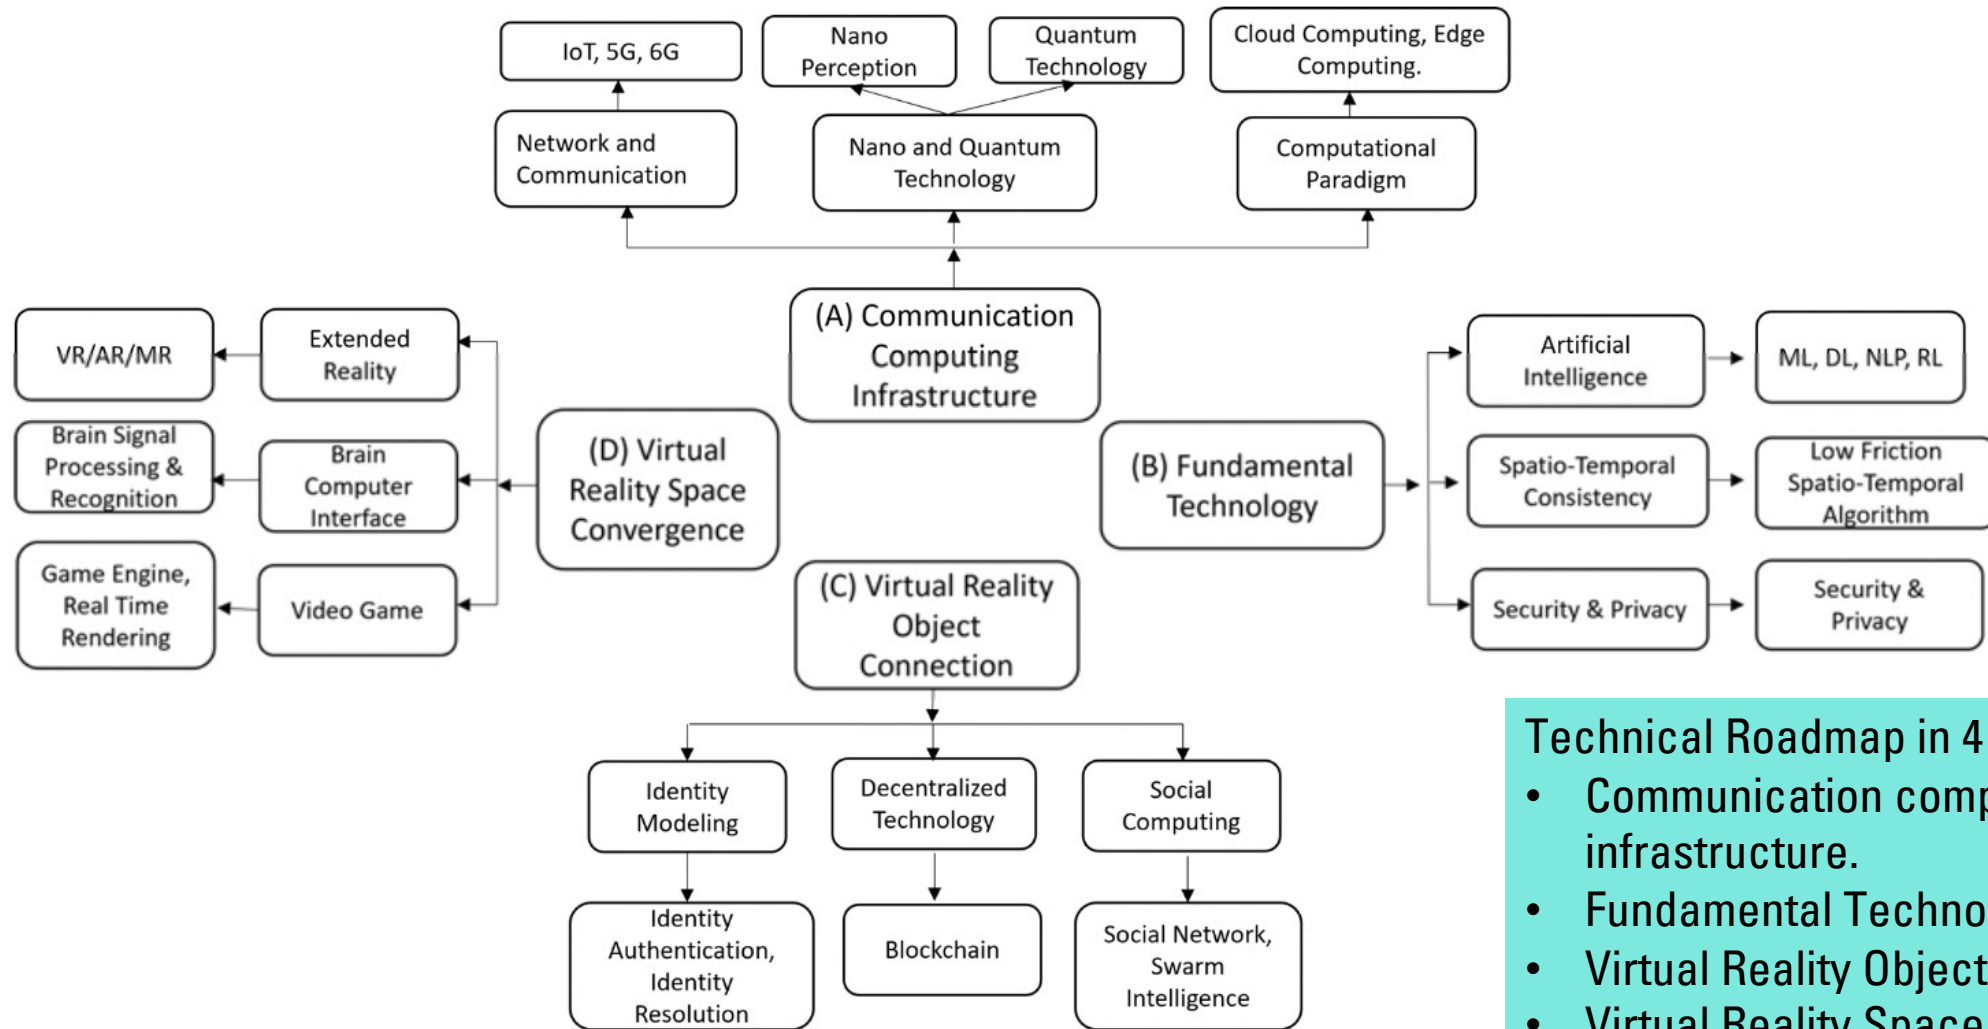 IoT, 5G, 6G
Nano
Perception
Quantum
Technology
Cloud Computing, Edge
Computing.
Network and
Communication
Nano and Quantum
Technology
Computational
Paradigm
(A) Communication
Computing
Infrastructure
VR/AR/MR
Extended
Reality
Brain Signal
Processing &
Recognition
Brain
Computer
Interface
Game Engine,
Real Time
Rendering
Video Game
(D) Virtual
Reality Space
Convergence
(B) Fundamental
Technology
Artificial
Intelligence
ML, DL, NLP, RL
Spatio-Temporal
Consistency
Low Friction
Spatio-Temporal
Algorithm
Security & Privacy
Security &
Privacy
(C) Virtual Reality
Object
Connection
Identity
Modeling
Decentralized
Technology
Social
Computing
Identity
Authentication,
Identity
Resolution
Blockchain
Social Network,
Swarm
Intelligence
Technical Roadmap in 4
• Communication comp
infrastructure.
• Fundamental Techno
• Virtual Reality Object
• Virtual Reality Space